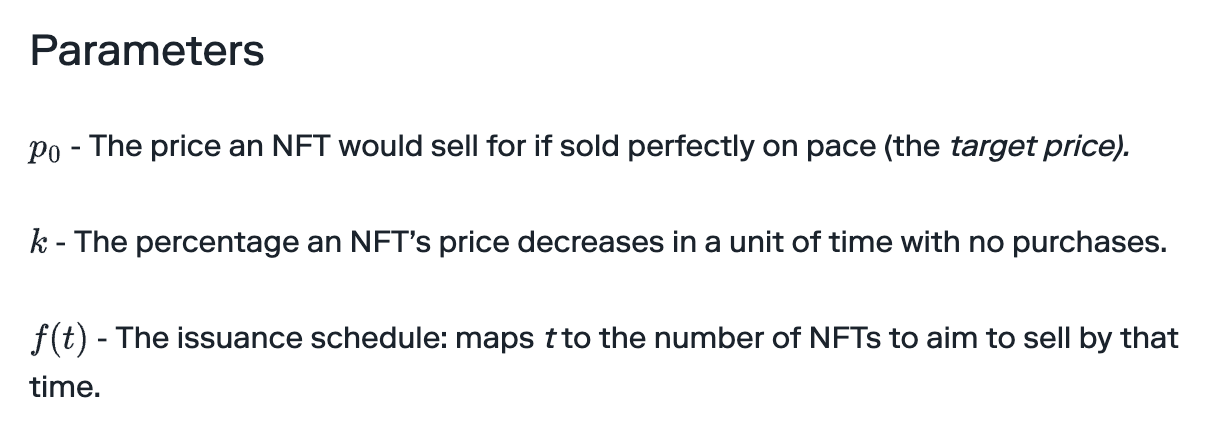 Parameters
p₀ - The price an NFT would sell for if sold perfectly on pace (the target price).
k - The percentage an NFT’s price decreases in a unit of time with no purchases.
f(t) - The issuance schedule: maps t to the number of NFTs to aim to sell by that
time.